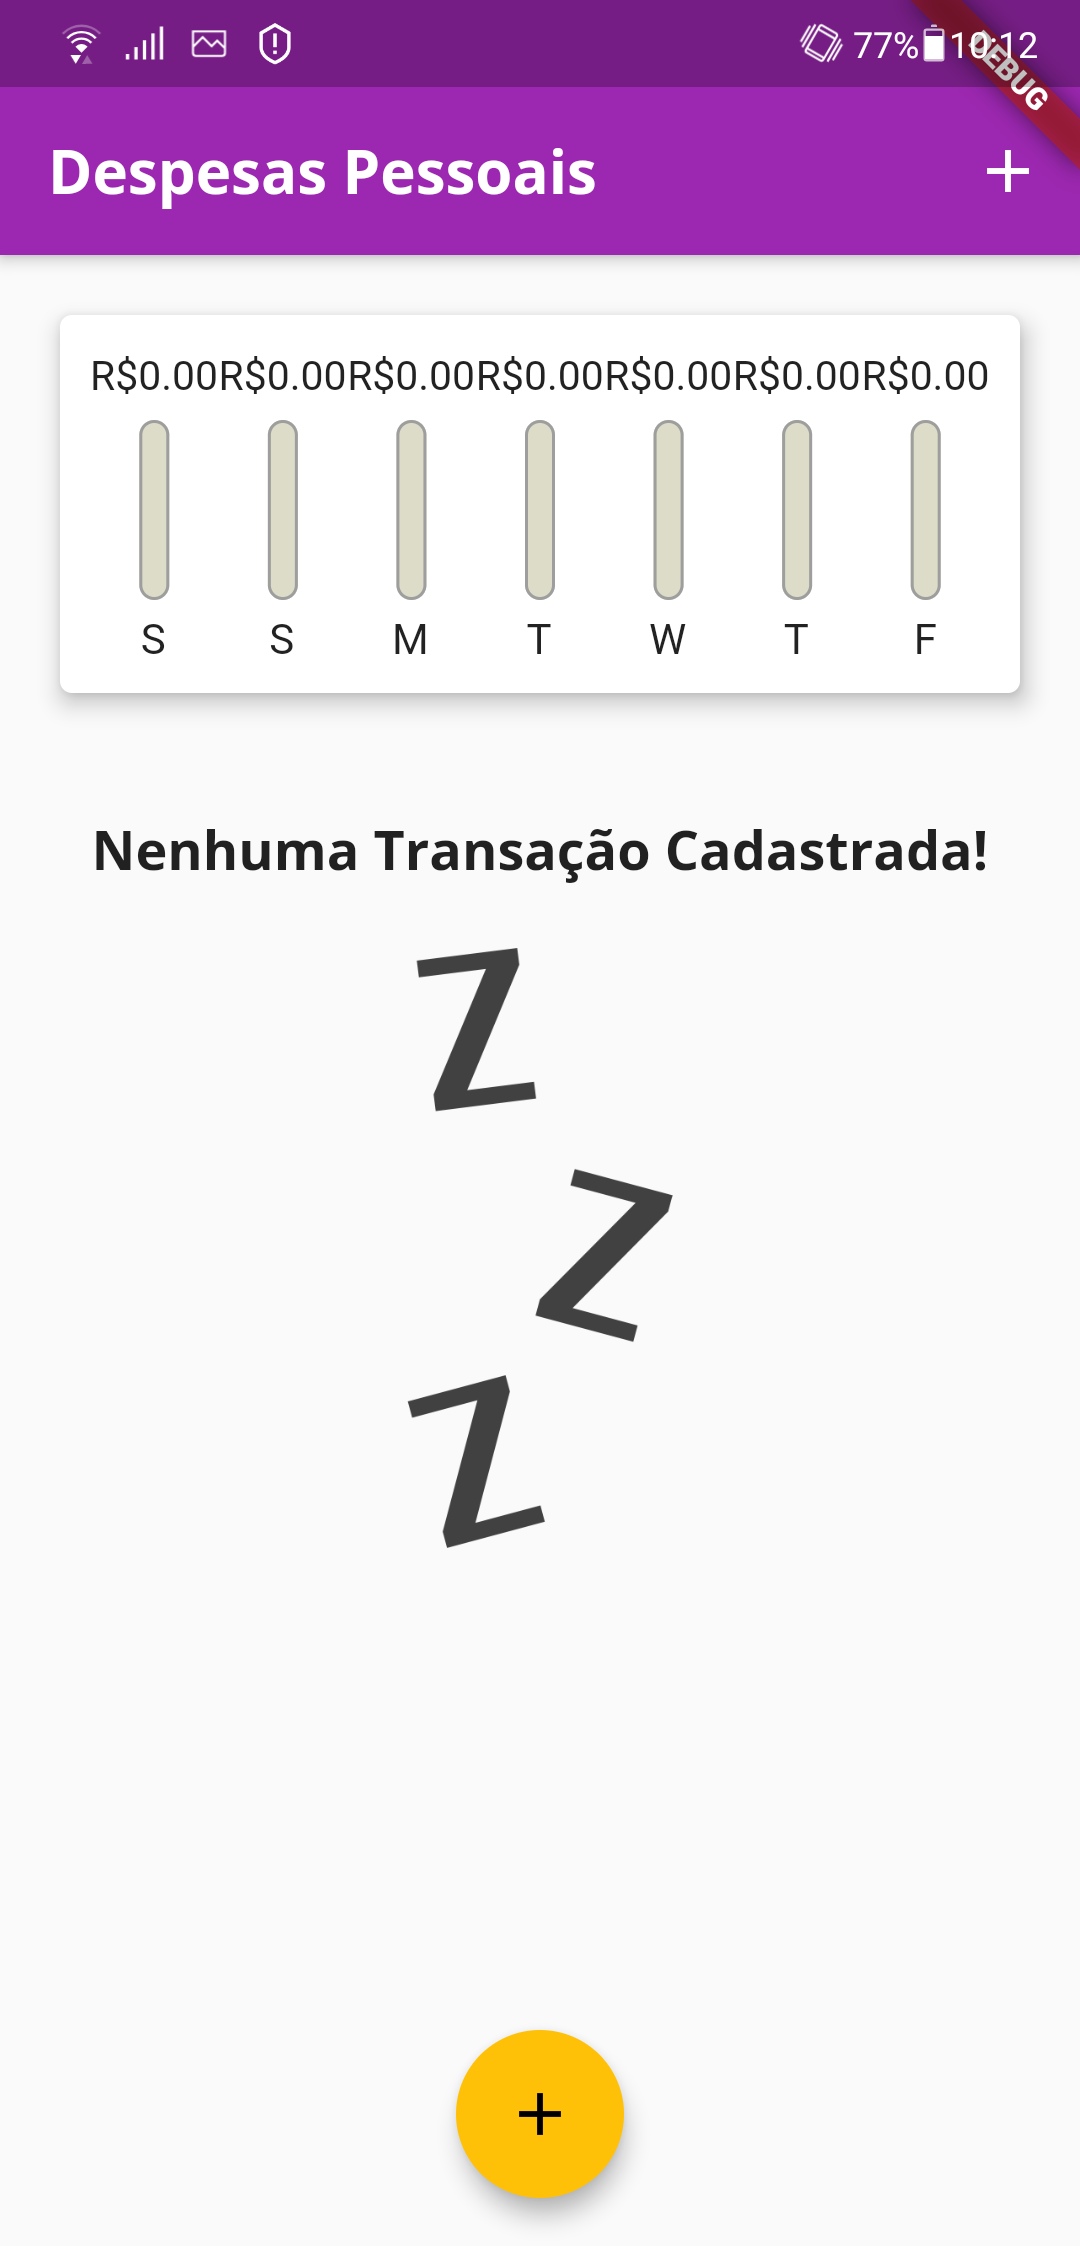 77% 10:12
DEBUG
Despesas Pessoais +
R$0.00R$0.00R$0.00R$0.00R$0.00R$0.00R$0.00
S S M T W T F
Nenhuma Transação Cadastrada!
Z
Z
Z
+